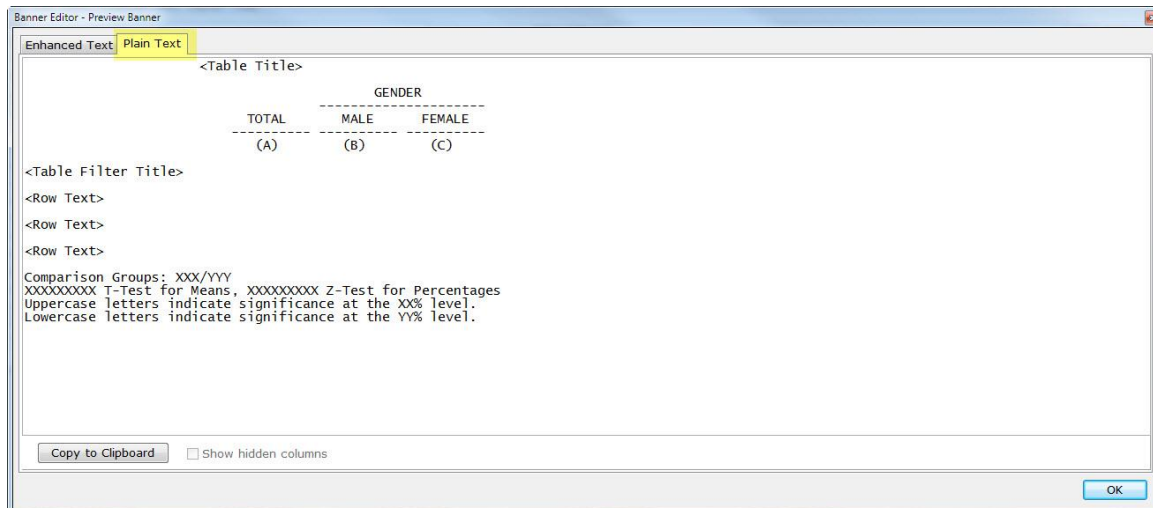 Banner Editor - Preview Banner
Enhanced Text Plain Text
<Table Title>
GENDER
---------------------
TOTAL MALE FEMALE
---------- ---------- ----------
(A) (B) (C)
<Table Filter Title>
<Row Text>
<Row Text>
<Row Text>
Comparison Groups: XXX/YYY
XXXXXXXXX T-Test for Means, XXXXXXXXX Z-Test for Percentages
Uppercase letters indicate significance at the XX% level.
Lowercase letters indicate significance at the YY% level.
Copy to Clipboard Show hidden columns
OK